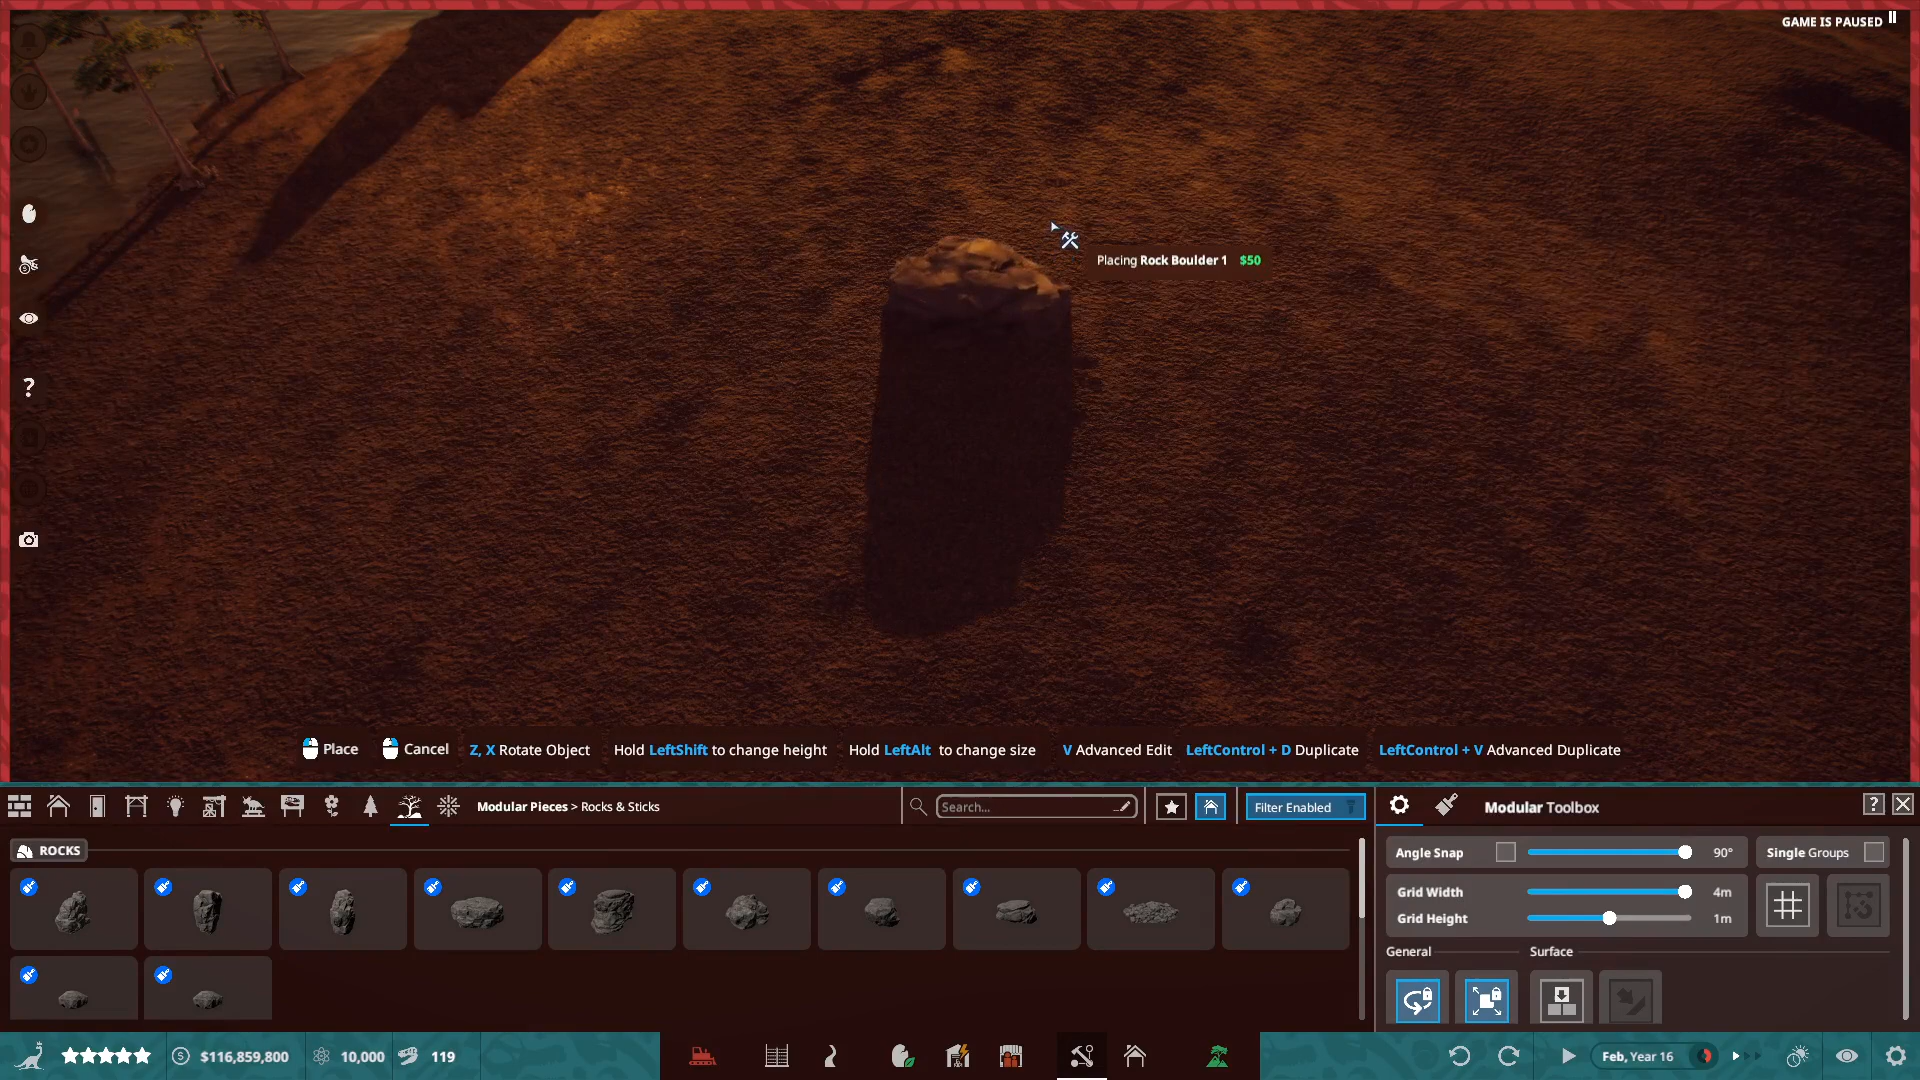 GAME IS PAUSED
Placing Rock Boulder 1 $50
Place Cancel Z, X Rotate Object Hold LeftShift to change height Hold LeftAlt to change size V Advanced Edit LeftControl + D Duplicate LeftControl + V Advanced Duplicate
Modular Pieces > Rocks & Sticks
Search...
Filter Enabled
Modular Toolbox
?
ROCKS
Angle Snap 90°
Single Groups
Grid Width 4m
Grid Height 1m
General
Surface
$116,859,800
10,000
119
Feb, Year 16